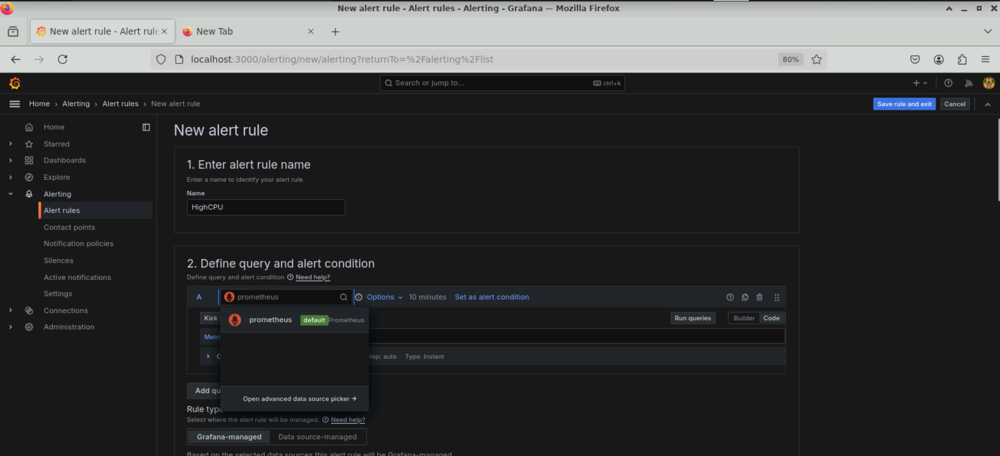 New alert rule - Alert rules - Alerting - Grafana — Mozilla Firefox
New alert rule - Alert rule
New Tab
localhost:3000/alerting/new/alerting?returnTo=%2Falerting%2Flist
80%
Search or jump to...
ctrl+k
Home › Alerting › Alert rules › New alert rule
Save rule and exit
Cancel
Home
Starred
Dashboards
Explore
Alerting
Alert rules
Contact points
Notification policies
Silences
Active notifications
Settings
Connections
Administration
New alert rule
1. Enter alert rule name
Enter a name to identify your alert rule.
Name
HighCPU
2. Define query and alert condition
Define query and alert condition Need help?
A prometheus Options 10 minutes Set as alert condition
prometheus default Prometheus
Kick
Run queries
Builder Code
Metri
Step: auto Type: Instant
Add qu
Open advanced data source picker →
Rule type
Select where the alert rule will be managed. Need help?
Grafana-managed Data source-managed
Based on the selected data sources this alert rule will be Grafana-managed